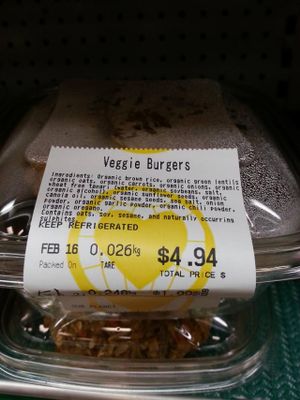 Veggie Burgers
Ingredients: Organic brown rice, organic green lentils,
organic oats, organic carrots, organic onions, organic
wheat free tamari (water, organic soybeans, salt,
organic alcohol), organic sunflower seeds,
canola oil, organic sesame seeds, sea salt, onion
powder, organic garlic powder, organic chili powder.
Contains oats, soy, sesame, and naturally occurring
sulphites.
KEEP REFRIGERATED
FEB 16 0.026kg $4.94
Packed On TARE TOTAL PRICE $
0.248kg